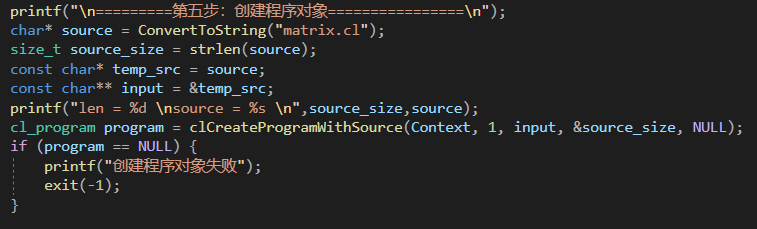 printf("\n=========第五步：创建程序对象================\n");
char* source = ConvertToString("matrix.cl");
size_t source_size = strlen(source);
const char* temp_src = source;
const char** input = &temp_src;
printf("len = %d \nsource = %s \n",source_size,source);
cl_program program = clCreateProgramWithSource(Context, 1, input, &source_size, NULL);
if (program == NULL) {
    printf("创建程序对象失败");
    exit(-1);
}